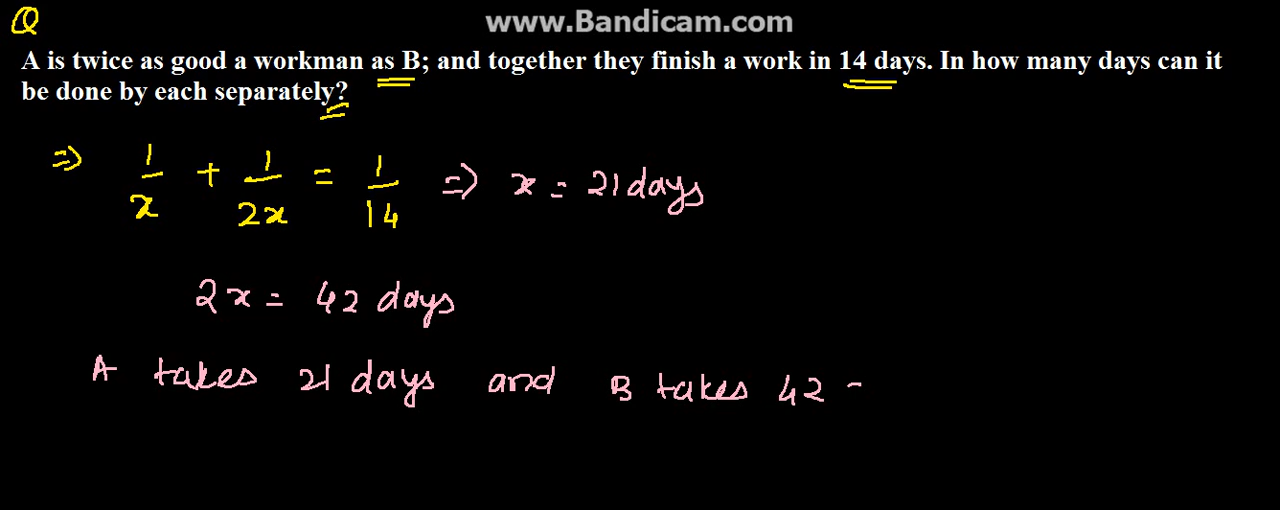 www.Bandicam.com
Q
A is twice as good a workman as B; and together they finish a work in 14 days. In how many days can it
be done by each separately?
⇒ 1/x + 1/2x = 1/14 ⇒ x = 21 days
2x = 42 days
A takes 21 days and B takes 42 -